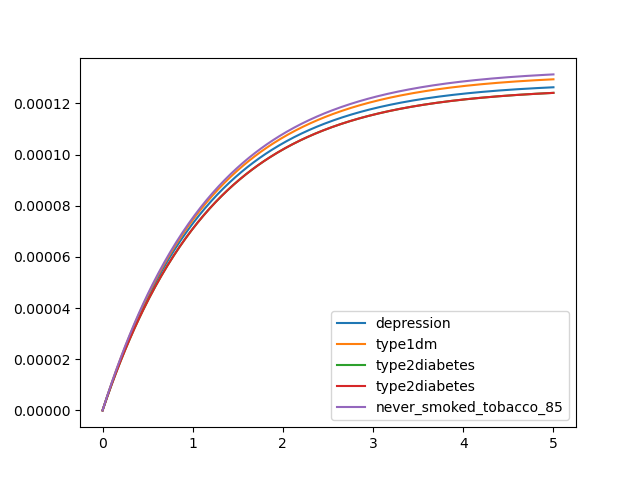 0.00012
0.00010
0.00008
0.00006
0.00004
0.00002
0.00000
0 1 2 3 4 5
depression
type1dm
type2diabetes
type2diabetes
never_smoked_tobacco_85